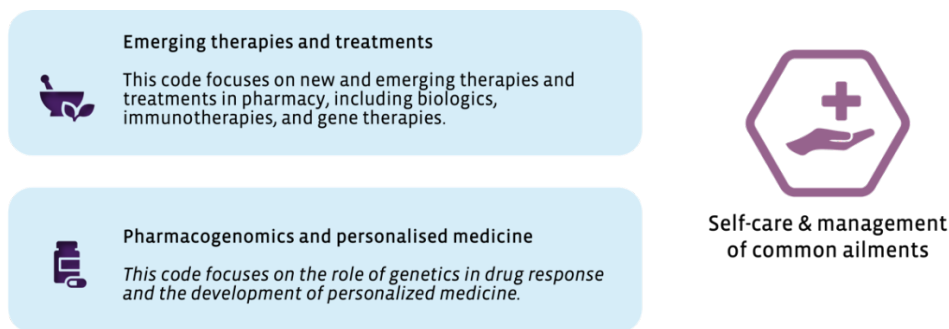 Emerging therapies and treatments
This code focuses on new and emerging therapies and
treatments in pharmacy, including biologics,
immunotherapies, and gene therapies.
Pharmacogenomics and personalised medicine
This code focuses on the role of genetics in drug response
and the development of personalized medicine.
Self-care & management
of common ailments